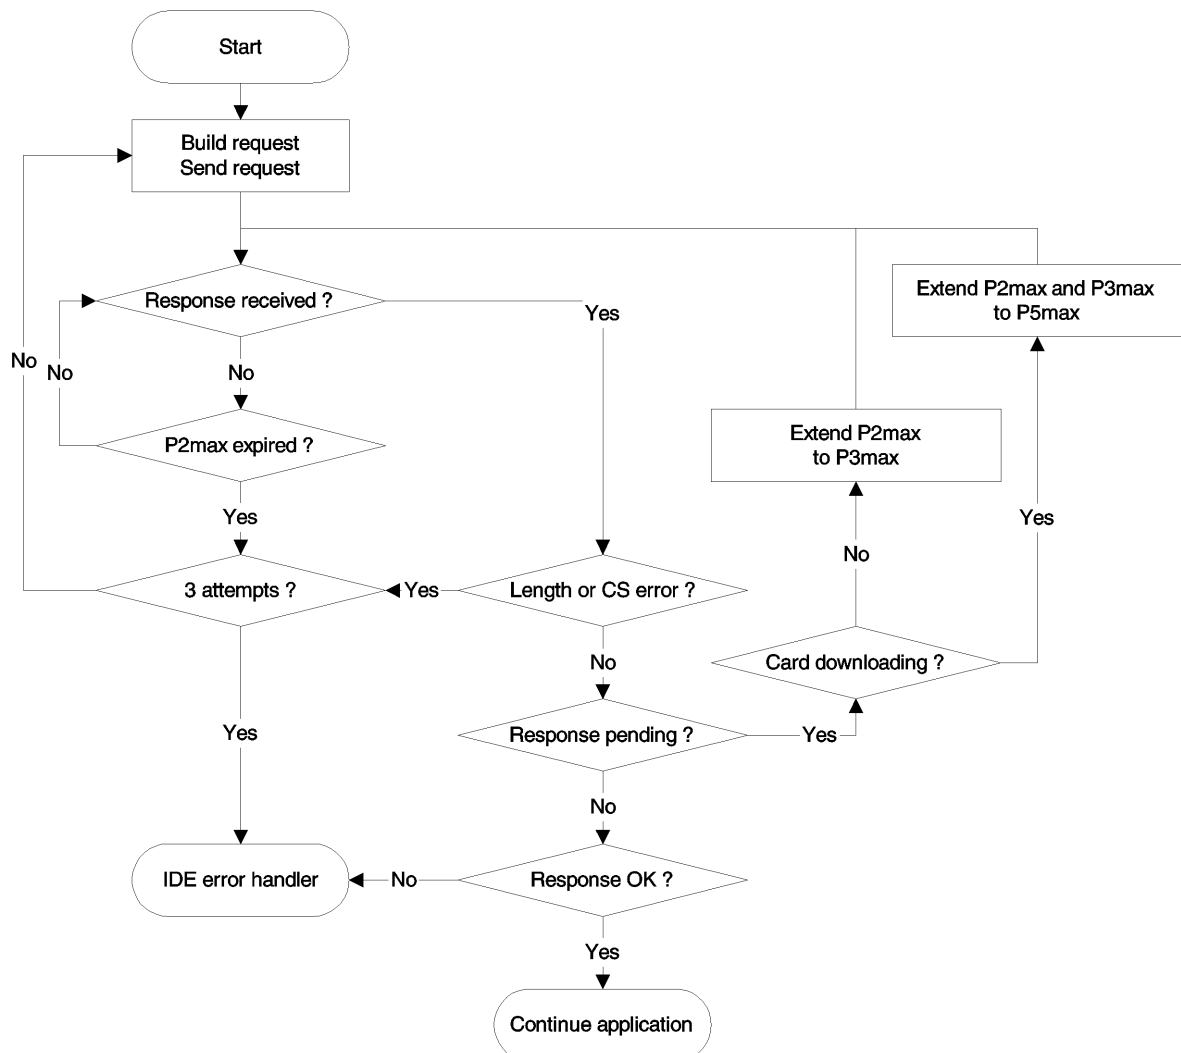 Start
Build request
Send request
Response received ?
Yes
Extend P2max and P3max
to P5max
No
No
No
P2max expired ?
Extend P2max
to P3max
Yes
Yes
No
3 attempts ?
Yes
Length or CS error ?
No
Card downloading ?
Yes
Response pending ?
Yes
No
IDE error handler
No
Response OK ?
Yes
Continue application